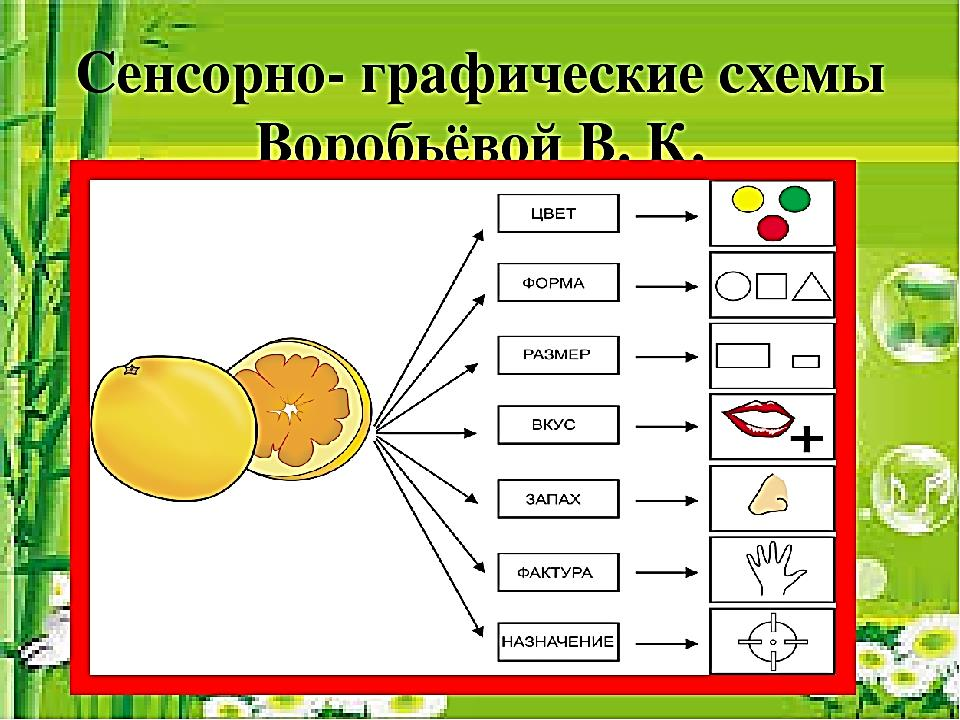 Сенсорно- графические схемы
Воробьёвой В. К.
ЦВЕТ
ФОРМА
РАЗМЕР
ВКУС
+
ЗАПАХ
ФАКТУРА
НАЗНАЧЕНИЕ